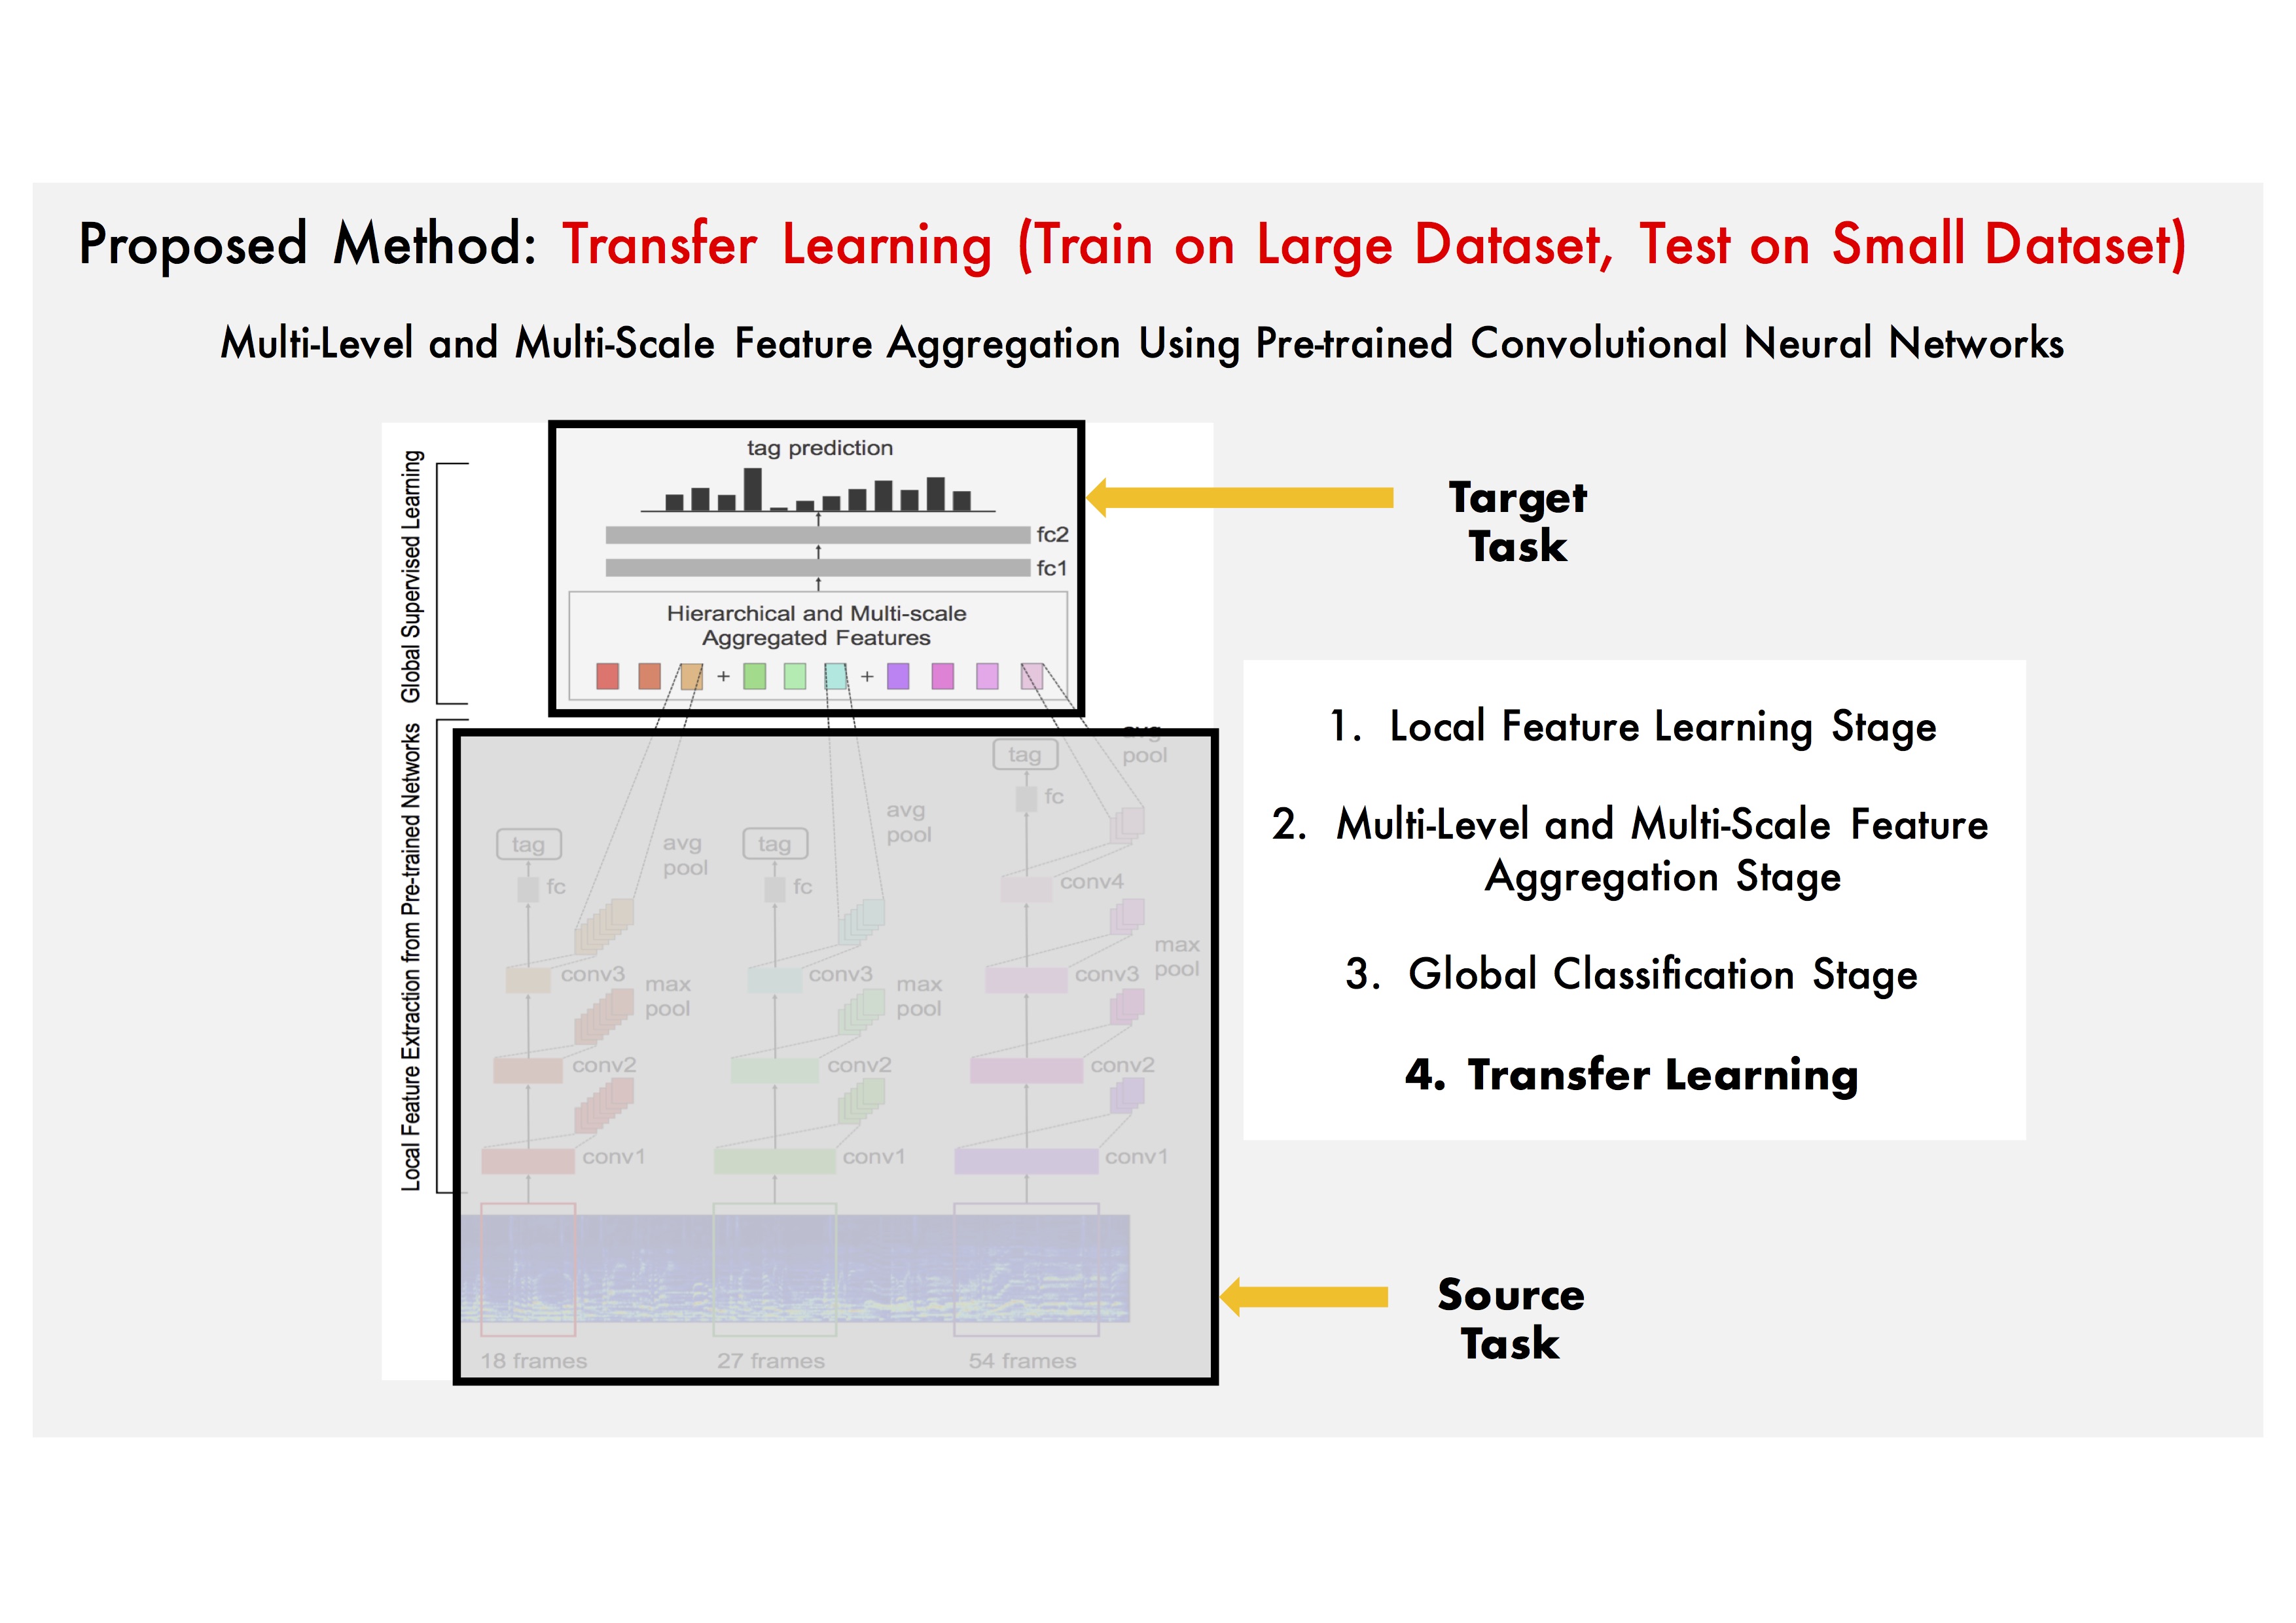 Proposed Method: Transfer Learning (Train on Large Dataset, Test on Small Dataset)
Multi-Level and Multi-Scale Feature Aggregation Using Pre-trained Convolutional Neural Networks
Global Supervised Learning
tag prediction
fc2
fc1
Hierarchical and Multi-scale
Aggregated Features
+
+
Target
Task
Local Feature Extraction from Pre-trained Networks
avg
pool
tag
fc
avg
pool
avg
pool
tag
tag
fc
fc
conv4
conv3
max
pool
conv3
max
pool
conv3
max
pool
conv2
conv2
conv2
conv1
conv1
conv1
18 frames
27 frames
54 frames
1. Local Feature Learning Stage
2. Multi-Level and Multi-Scale Feature
Aggregation Stage
3. Global Classification Stage
4. Transfer Learning
Source
Task